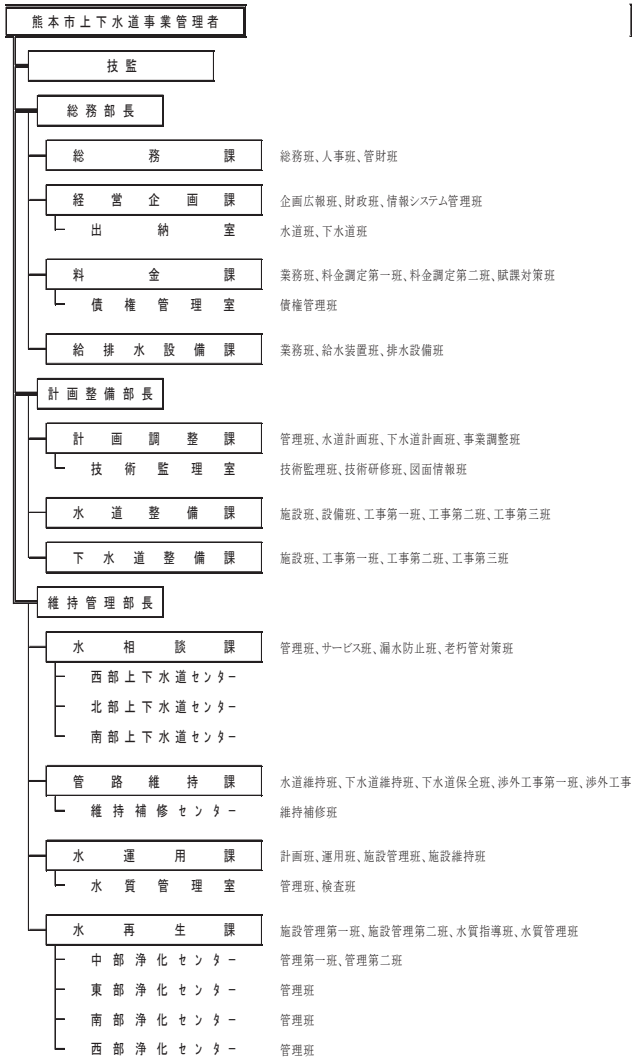 熊本市上下水道事業管理者
技監
総務部長
総務課 総務班、人事班、管財班
経営企画課 企画広報班、財政班、情報システム管理班
出納室 水道班、下水道班
料金課 業務班、料金調定第一班、料金調定第二班、賦課対策班
債権管理室 債権管理班
給排水設備課 業務班、給水装置班、排水設備班
計画整備部長
計画調整課 管理班、水道計画班、下水道計画班、事業調整班
技術監理室 技術監理班、技術研修班、図面情報班
水道整備課 施設班、設備班、工事第一班、工事第二班、工事第三班
下水道整備課 施設班、工事第一班、工事第二班、工事第三班
維持管理部長
水相談課 管理班、サービス班、漏水防止班、老朽管対策班
西部上下水道センター
北部上下水道センター
南部上下水道センター
管路維持課 水道維持班、下水道維持班、下水道保全班、渉外工事第一班、渉外工事
維持補修センター 維持補修班
水運用課 計画班、運用班、施設管理班、施設維持班
水質管理室 管理班、検査班
水再生課 施設管理第一班、施設管理第二班、水質指導班、水質管理班
中部浄化センター 管理第一班、管理第二班
東部浄化センター 管理班
南部浄化センター 管理班
西部浄化センター 管理班